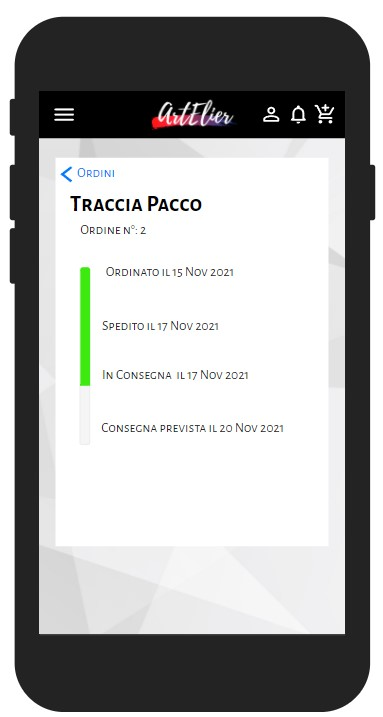 ArtElier
Ordini
Traccia Pacco
Ordine n°: 2
Ordinato il 15 Nov 2021
Spedito il 17 Nov 2021
In Consegna il 17 Nov 2021
Consegna prevista il 20 Nov 2021